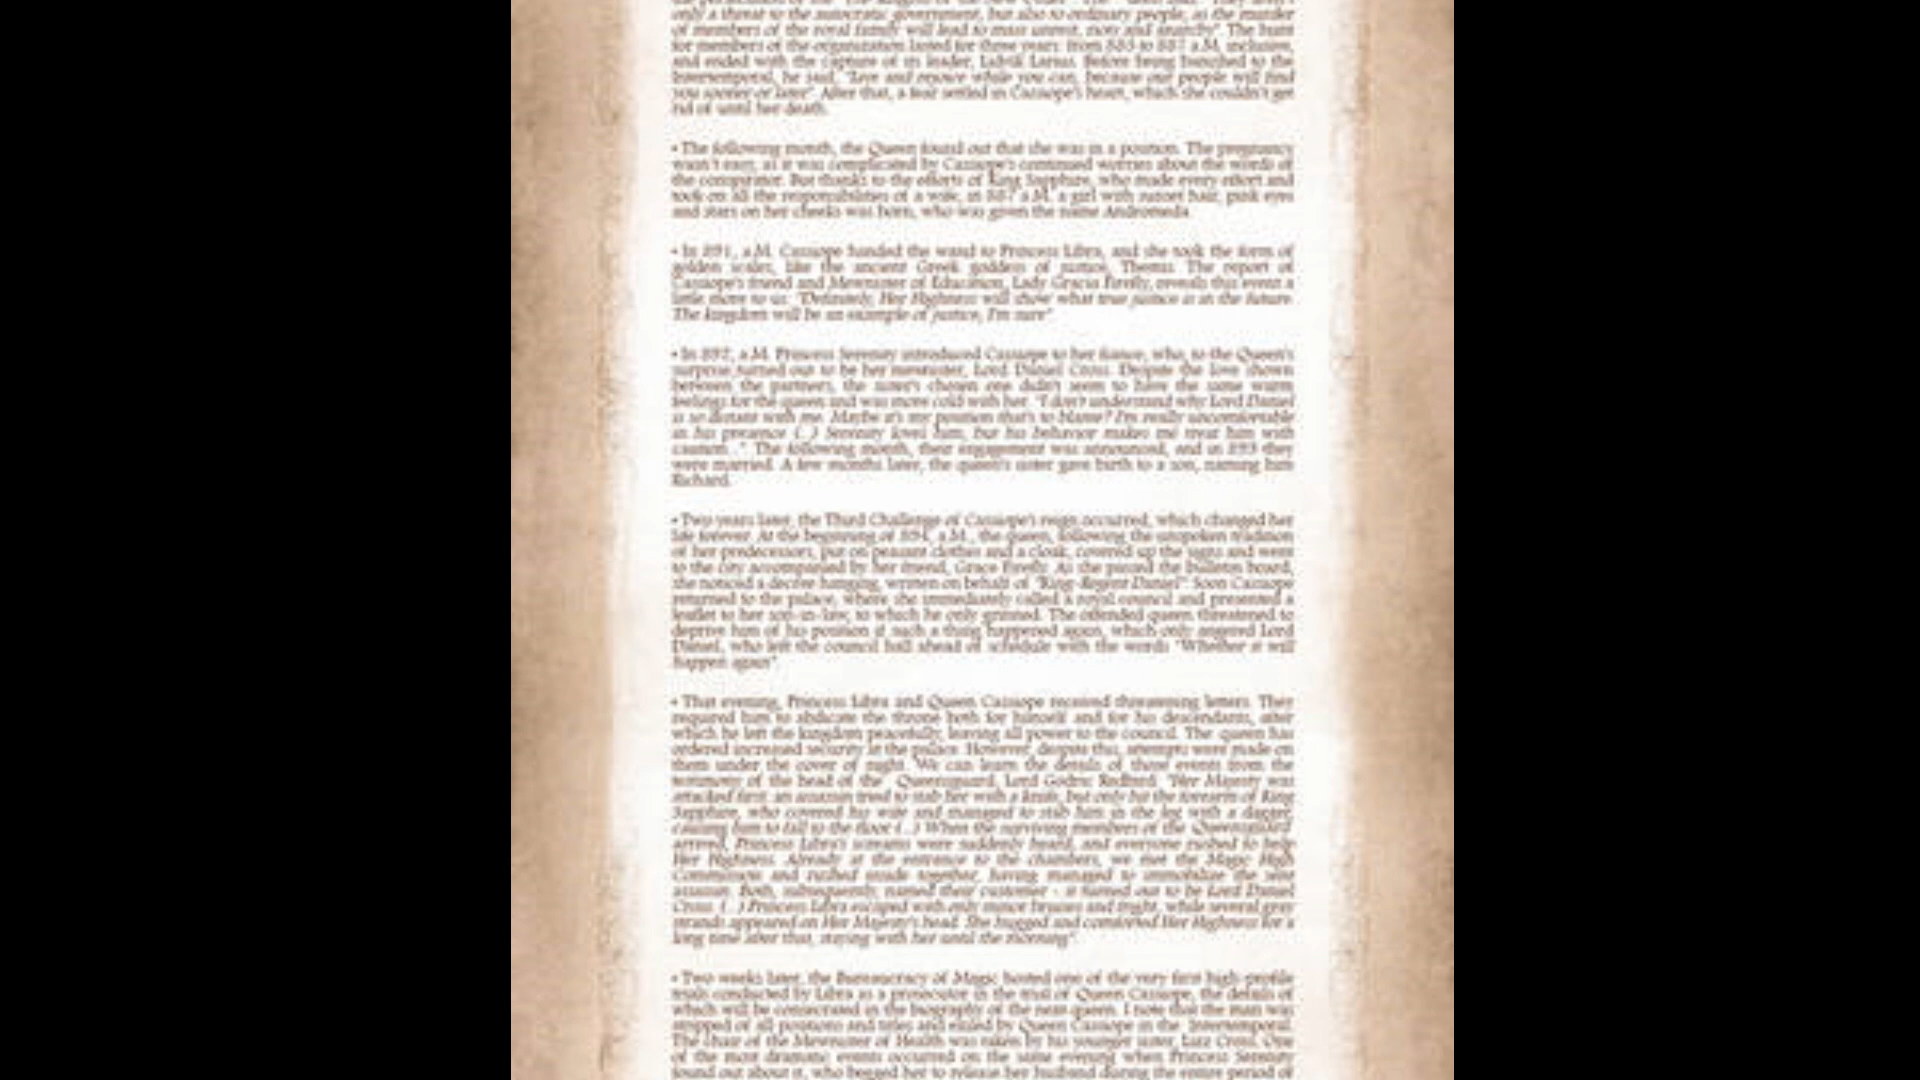 only a threat to the autocratic government, but also to ordinary people, as the murder
of members of the royal family will lead to mass unrest, riots and anarchy". The hunt
for members of the organization lasted for three years: from 885 to 887 a.M. inclusive,
and ended with the capture of its leader, Larius. Before being banished to the
Intertemporal, he said, "Live and rejoice while you can, because our people will find
you sooner or later". After that, a fear settled in Cassiope's heart, which she couldn't get
rid of until her death.
• The following month, the Queen found out that she was in a position. The pregnancy
wasn't easy, as it was complicated by Cassiope's continued worries about the words of
the conspirator. But thanks to the efforts of King Sapphire, who made every effort and
took on all the responsibilities of a wife, in 887 a.M. a girl with sunset hair, pink eyes
and stars on her cheeks was born, who was given the name Andromeda.
• In 891, a.M. Cassiope handed the wand to Princess Libra, and she took the form of
golden scales, like the ancient Greek goddess of justice, Themis. The report of
Cassiope's friend and Mewnister of Education, Lady Gracia Firefly, reveals this event a
little more to us: "Definitely, Her Highness will show what true justice is in the future.
The kingdom will be an example of justice, I'm sure"
• In 892, a.M. Princess Serenity introduced Cassiope to her fiance, who, to the Queen's
surprise, turned out to be her mewnister, Lord Daniel Cross. Despite the love shown
between the partners, the sister's chosen one didn't seem to have the same warm
feelings for the queen and was more cold with her. "I don't understand why Lord Daniel
is so distant with me. Maybe it's my position that's to blame? I'm really uncomfortable
in his presence (...) Serenity loves him, but his behavior makes me treat him with
caution..." The following month, their engagement was announced, and in 893 they
were married. A few months later, the queen's sister gave birth to a son, naming him
Richard.
• Two years later, the Third Challenge of Cassiope's reign occurred, which changed her
life forever. At the beginning of 894, a.M., the queen, following the unspoken tradition
of her predecessors, put on peasant clothes and a cloak, covered up the signs and went
to the city accompanied by her friend, Grace Firefly. As she passed the bulletin board,
she noticed a decree hanging, written on behalf of "King-Regent Daniel". Soon Cassiope
returned to the palace, where she immediately called a royal council and presented a
leaflet to her son-in-law, to which he only grinned. The offended queen threatened to
deprive him of his position if such a thing happened again, which only angered Lord
Daniel, who left the council hall ahead of schedule with the words "Whether it will
happen again"
• That evening, Princess Libra and Queen Cassiope received threatening letters. They
required him to abdicate the throne both for himself and for his descendants, after
which he left the kingdom peacefully, leaving all power to the council. The queen has
ordered increased security at the palace. However, despite this, attempts were made on
them under the cover of night. We can learn the details of those events from the
testimony of the head of the Queensguard, Lord Godric Redbird. "Her Majesty was
attacked first: an assassin tried to stab her with a knife, but only hit the forearm of King
Sapphire, who covered his wife and managed to stab him in the leg with a dagger,
causing him to fall to the floor (...) When the surviving members of the Queensguard
arrived, Princess Libra's screams were suddenly heard, and everyone rushed to help
Her Highness. Already at the entrance to the chambers, we met the Magic High
Commission and rushed inside together, having managed to immobilize the
assassin. Both, subsequently, named their customer - it turned out to be Lord Daniel
Cross. (...) Princess Libra escaped with only minor bruises and fright, while several gray
strands appeared on Her Majesty's head. She hugged and comforted Her Highness for a
long time after that, staying with her until the morning"
• Two weeks later, the Bureaucracy of Magic hosted one of the very first high-profile
trials conducted by Libra as a prosecutor in the trial of Queen Cassiope, the details of
which will be consecrated in the biography of the next queen. I note that the man was
stripped of all positions and titles and exiled by Queen Cassiope in the Intertemporal.
The chair of the Mewnister of Health was taken by his younger sister, Cross. One
of the most dramatic events occurred on the same evening when Princess Serenity
found out about it, who begged her to release her husband during the entire period of